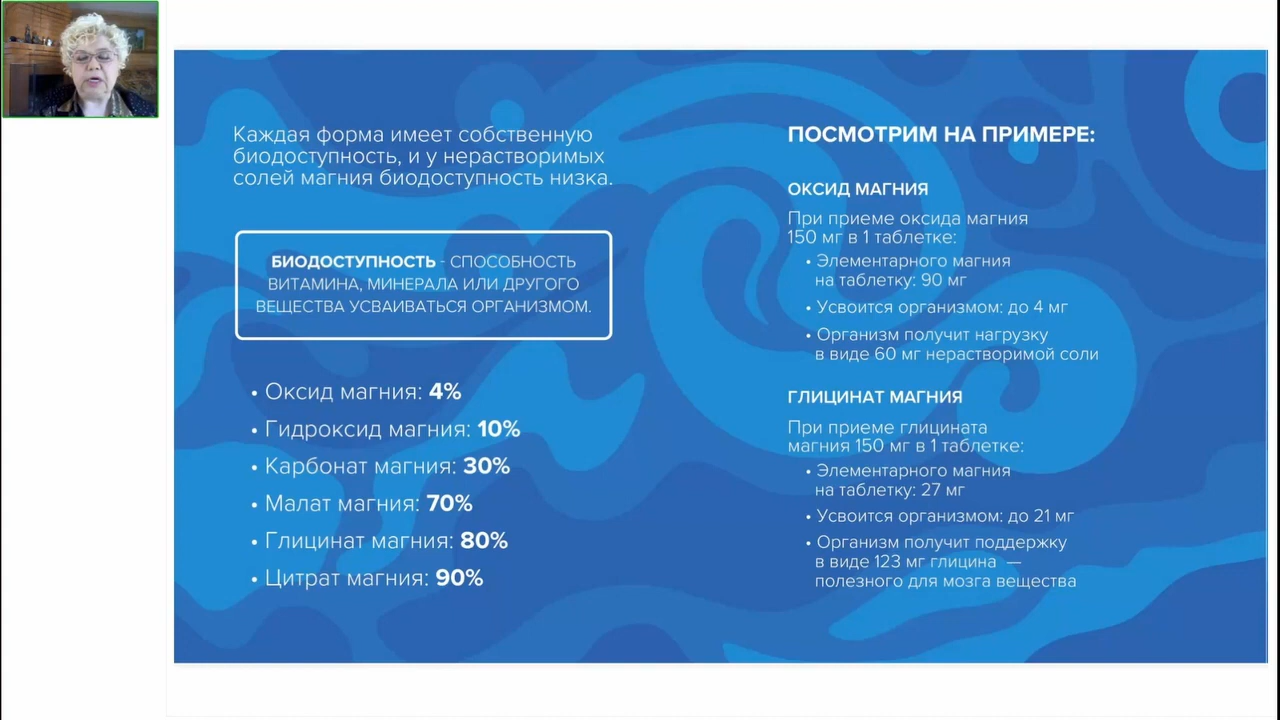 Каждая форма имеет собственную
биодоступность, и у нерастворимых
солей магния биодоступность низка.
БИОДОСТУПНОСТЬ - СПОСОБНОСТЬ
ВИТАМИНА, МИНЕРАЛА ИЛИ ДРУГОГО
ВЕЩЕСТВА УСВАИВАТЬСЯ ОРГАНИЗМОМ.
• Оксид магния: 4%
• Гидроксид магния: 10%
• Карбонат магния: 30%
• Малат магния: 70%
• Глицинат магния: 80%
• Цитрат магния: 90%
ПОСМОТРИМ НА ПРИМЕРЕ:
ОКСИД МАГНИЯ
При приеме оксида магния
150 мг в 1 таблетке:
• Элементарного магния
на таблетку: 90 мг
• Усвоится организмом: до 4 мг
• Организм получит нагрузку
в виде 60 мг нерастворимой соли
ГЛИЦИНАТ МАГНИЯ
При приеме глицината
магния 150 мг в 1 таблетке:
• Элементарного магния
на таблетку: 27 мг
• Усвоится организмом: до 21 мг
• Организм получит поддержку
в виде 123 мг глицина —
полезного для мозга вещества